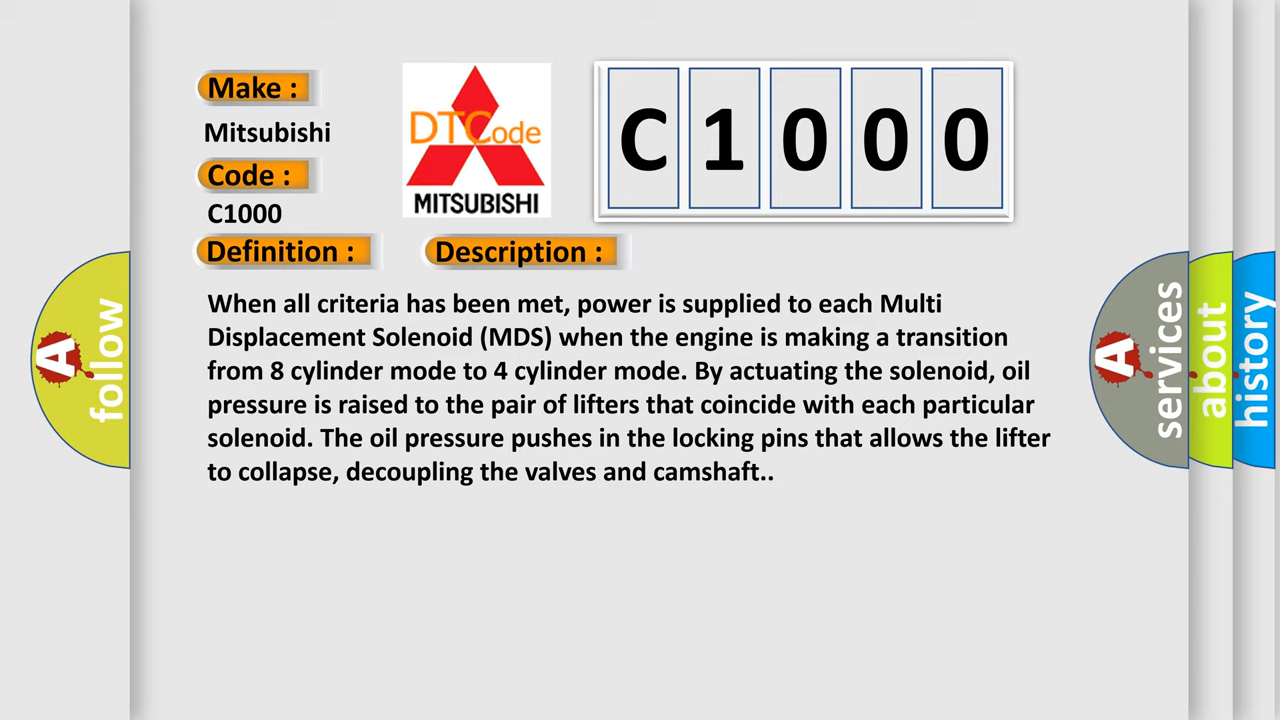 Make :
Mitsubishi
Code :
C1000
Definition :
Description :
DTCode
MITSUBISHI
C1000
When all criteria has been met, power is supplied to each Multi
Displacement Solenoid (MDS) when the engine is making a transition
from 8 cylinder mode to 4 cylinder mode. By actuating the solenoid, oil
pressure is raised to the pair of lifters that coincide with each particular
solenoid. The oil pressure pushes in the locking pins that allows the lifter
to collapse, decoupling the valves and camshaft..
A follow
A services
about
history